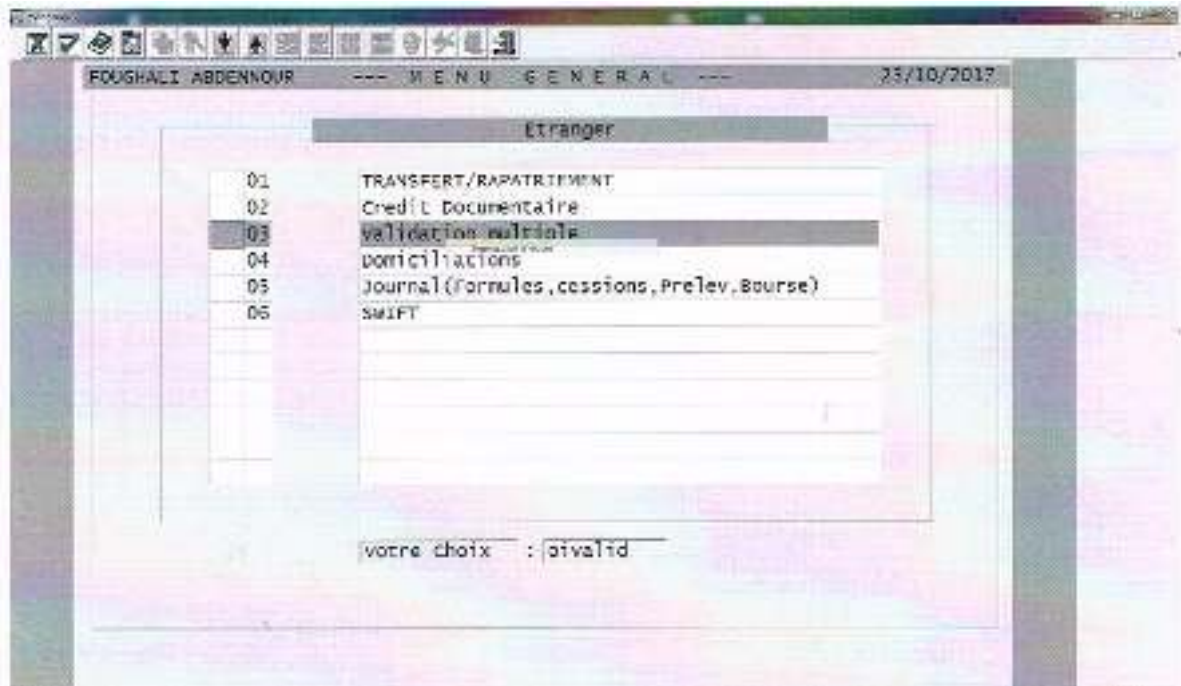 FOUGHALI ABDENNOUR --- M E N U G E N E R A L --- 23/10/2017
Etranger
01 TRANSFERT/RAPATRIEMENT
02 Credit Documentaire
03 Validation multiple
04 Domiciliations
05 Journal(Formules,cessions,Prelev,Bourse)
06 SWIFT
votre choix : oivalid